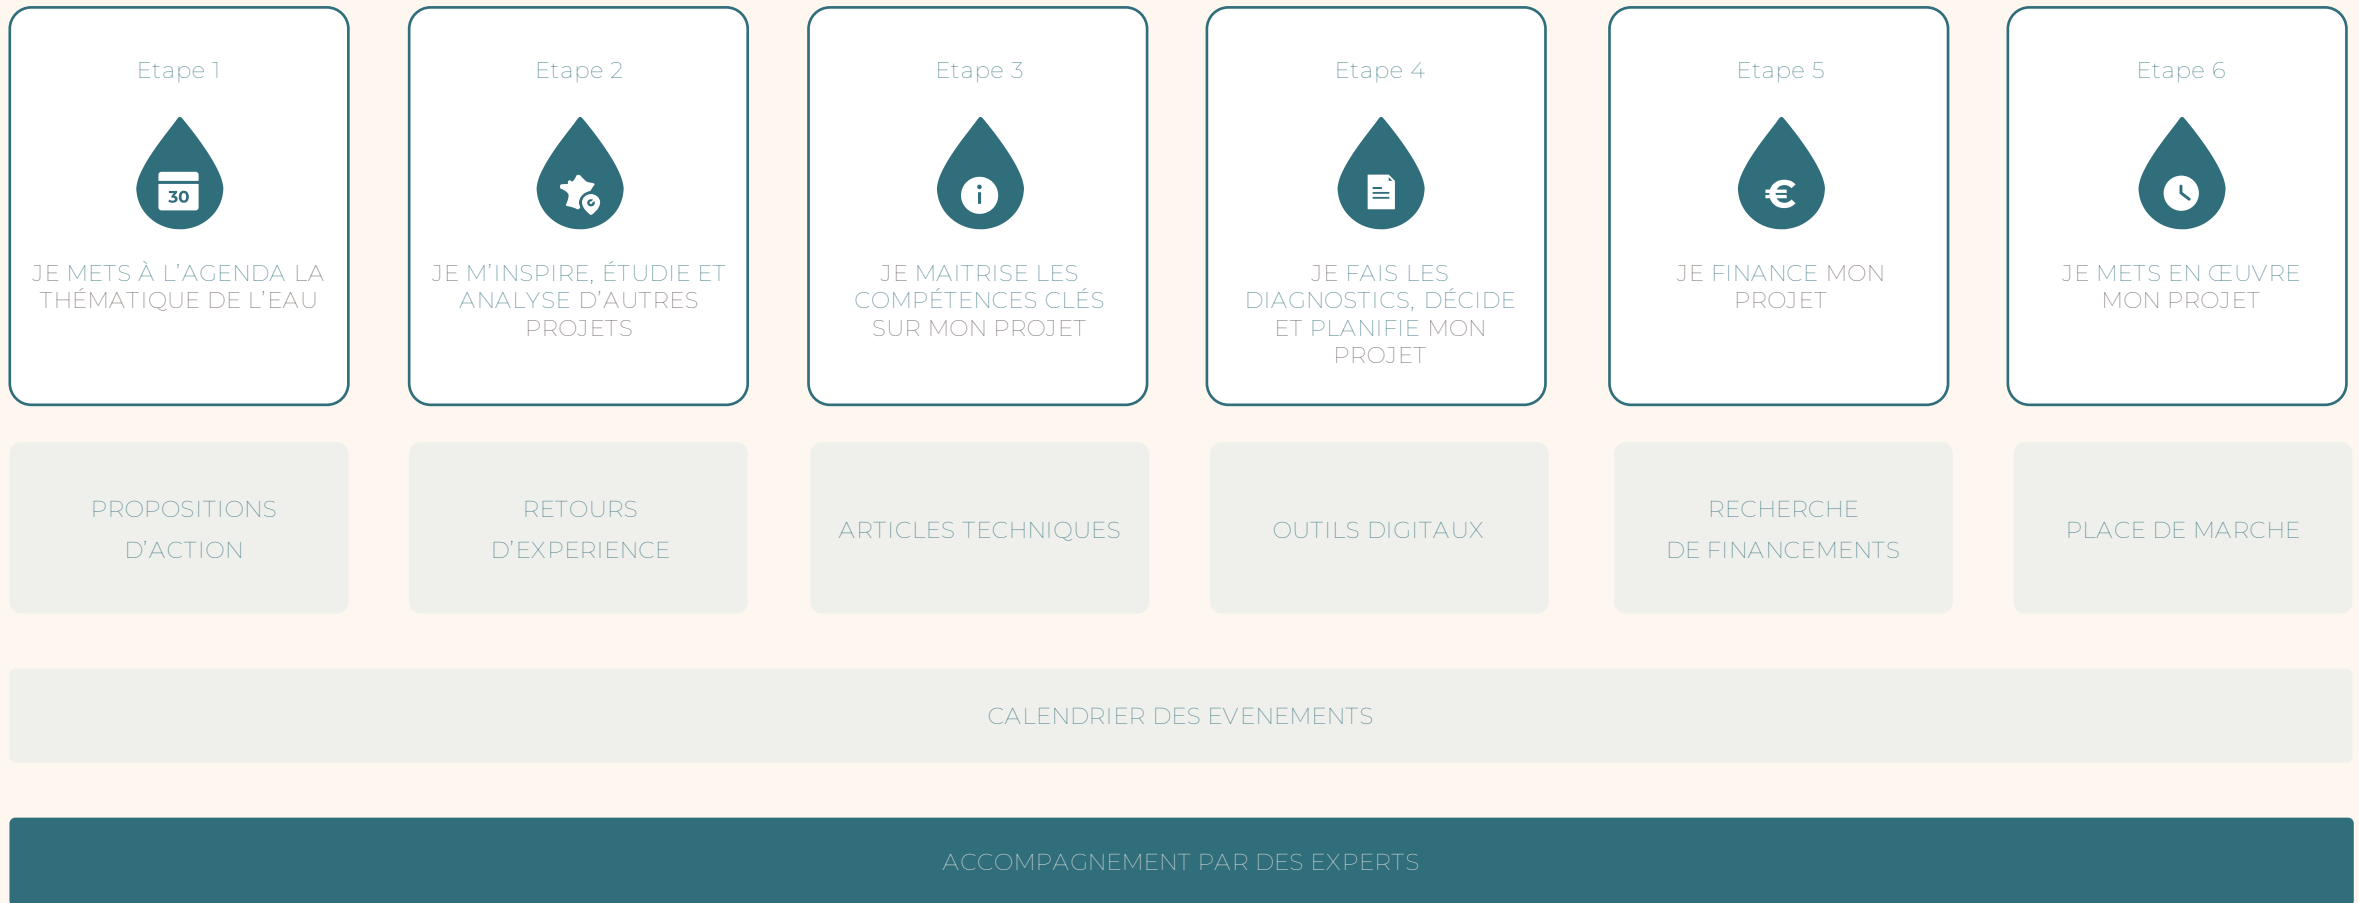 Etape 1
30
JE METS À L'AGENDA LA
THÉMATIQUE DE L'EAU
Etape 2
JE M'INSPIRE, ÉTUDIE ET
ANALYSE D'AUTRES
PROJETS
Etape 3
i
JE MAITRISE LES
COMPÉTENCES CLÉS
SUR MON PROJET
Etape 4
JE FAIS LES
DIAGNOSTICS, DÉCIDE
ET PLANIFIE MON
PROJET
Etape 5
€
JE FINANCE MON
PROJET
Etape 6
JE METS EN ŒUVRE
MON PROJET
PROPOSITIONS
D'ACTION
RETOURS
D'EXPERIENCE
ARTICLES TECHNIQUES
OUTILS DIGITAUX
RECHERCHE
DE FINANCEMENTS
PLACE DE MARCHE
CALENDRIER DES EVENEMENTS
ACCOMPAGNEMENT PAR DES EXPERTS